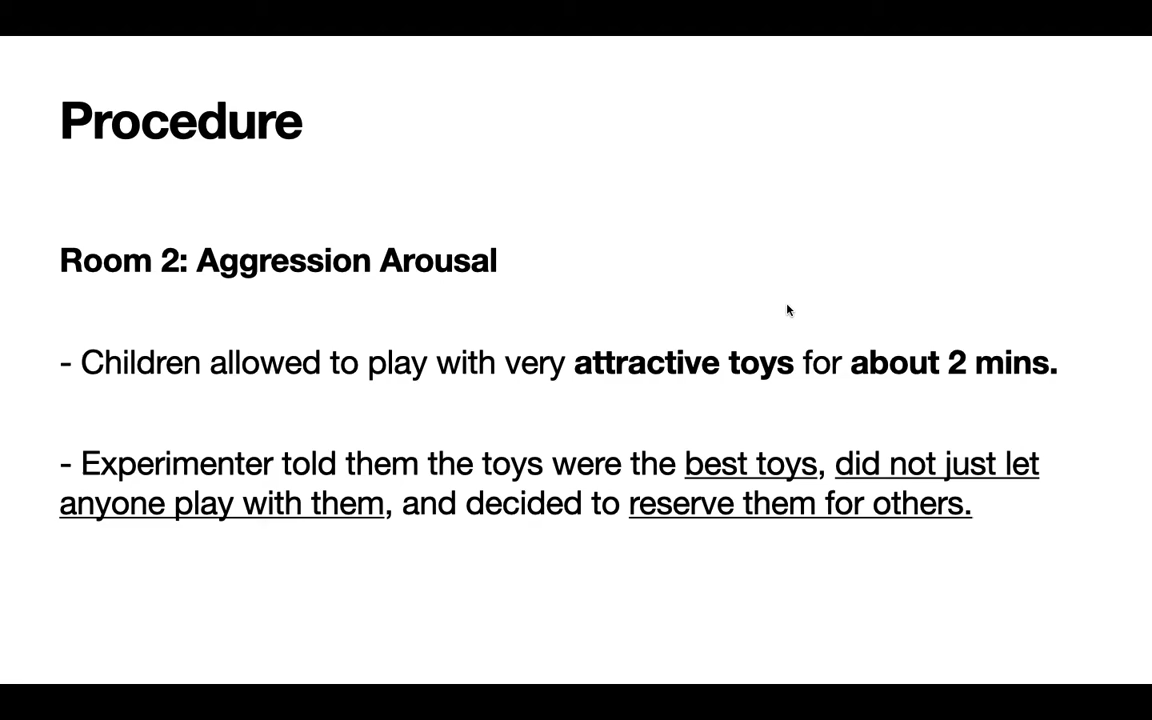 Procedure
Room 2: Aggression Arousal
- Children allowed to play with very attractive toys for about 2 mins.
- Experimenter told them the toys were the best toys, did not just let
anyone play with them, and decided to reserve them for others.